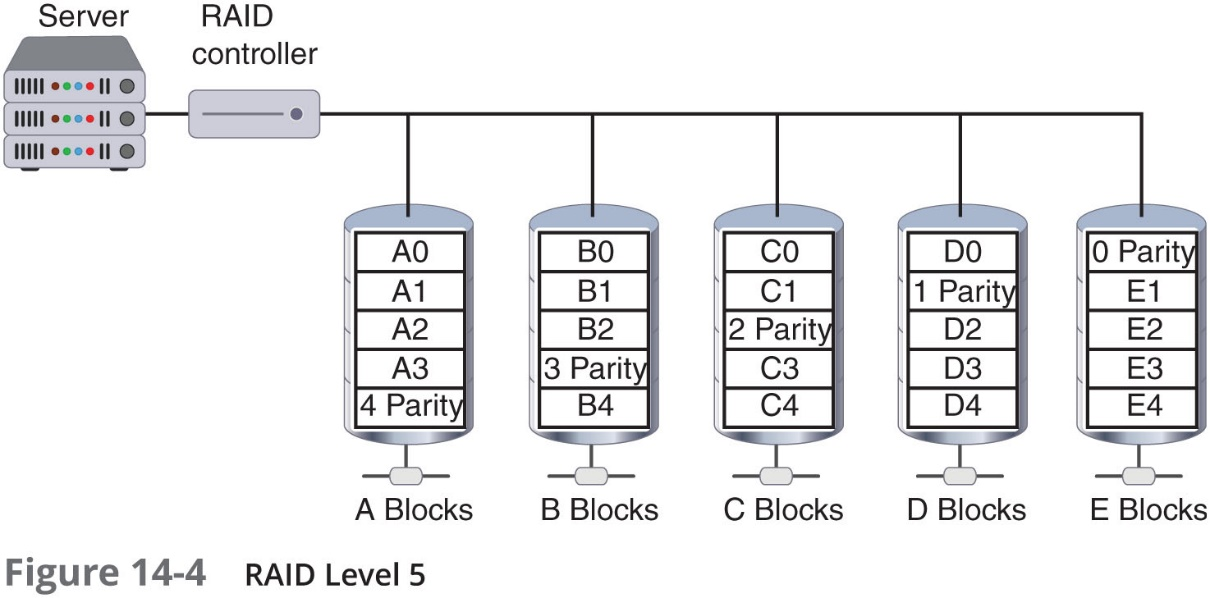 Server
RAID
controller
A0
A1
A2
A3
4 Parity
A Blocks
B0
B1
B2
3 Parity
B4
B Blocks
C0
C1
2 Parity
C3
C4
C Blocks
D0
1 Parity
D2
D3
D4
D Blocks
0 Parity
E1
E2
E3
E4
E Blocks
Figure 14-4 RAID Level 5